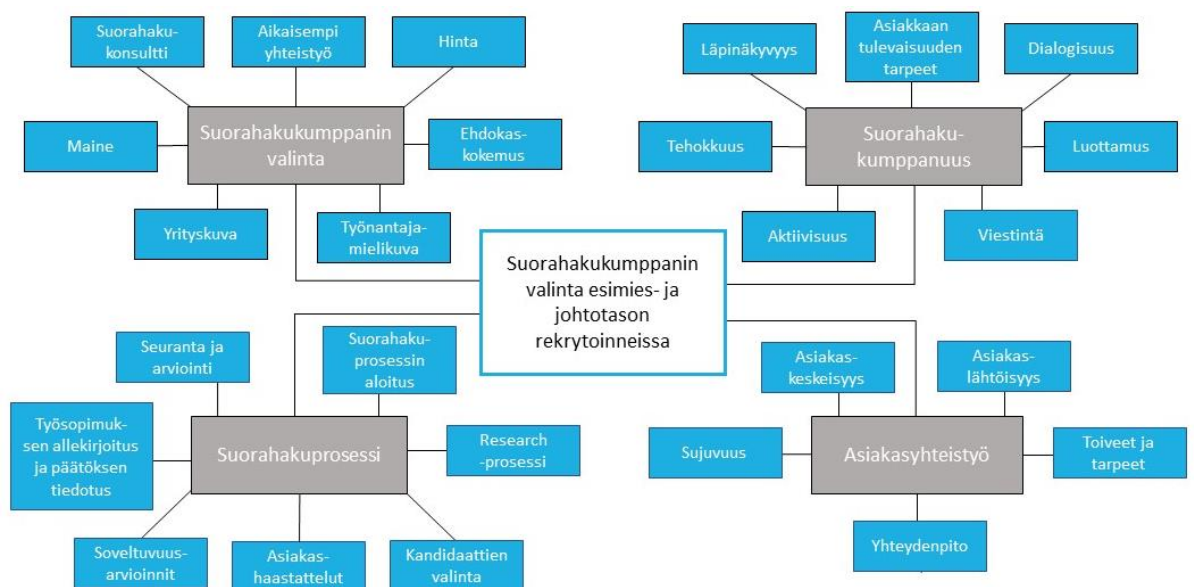 Suorahaku-
konsultti
Aikaisempi
yhteistyö
Hinta
Maine
Suorahakukumppanin
valinta
Ehdokas-
kokemus
Yrityskuva
Työnantaja-
mielikuva
Läpinäkyvyys
Asiakkaan
tulevaisuuden
tarpeet
Dialogisuus
Tehokkuus
Suorahaku-
kumppanuus
Luottamus
Aktiivisuus
Viestintä
Suorahakukumppanin
valinta esimies- ja
johtotason
rekrytoinneissa
Seuranta ja
arviointi
Suorahaku-
prosessin
aloitus
Työsopimuk-
sen allekirjoitus
ja päätöksen
tiedotus
Suorahakuprosessi
Research
-prosessi
Soveltuvuus-
arvioinnit
Asiakas-
haastattelut
Kandidaattien
valinta
Asiakas-
keskeisyys
Asiakas-
lähtöisyys
Sujuvuus
Asiakasyhteistyö
Toiveet ja
tarpeet
Yhteydenpito